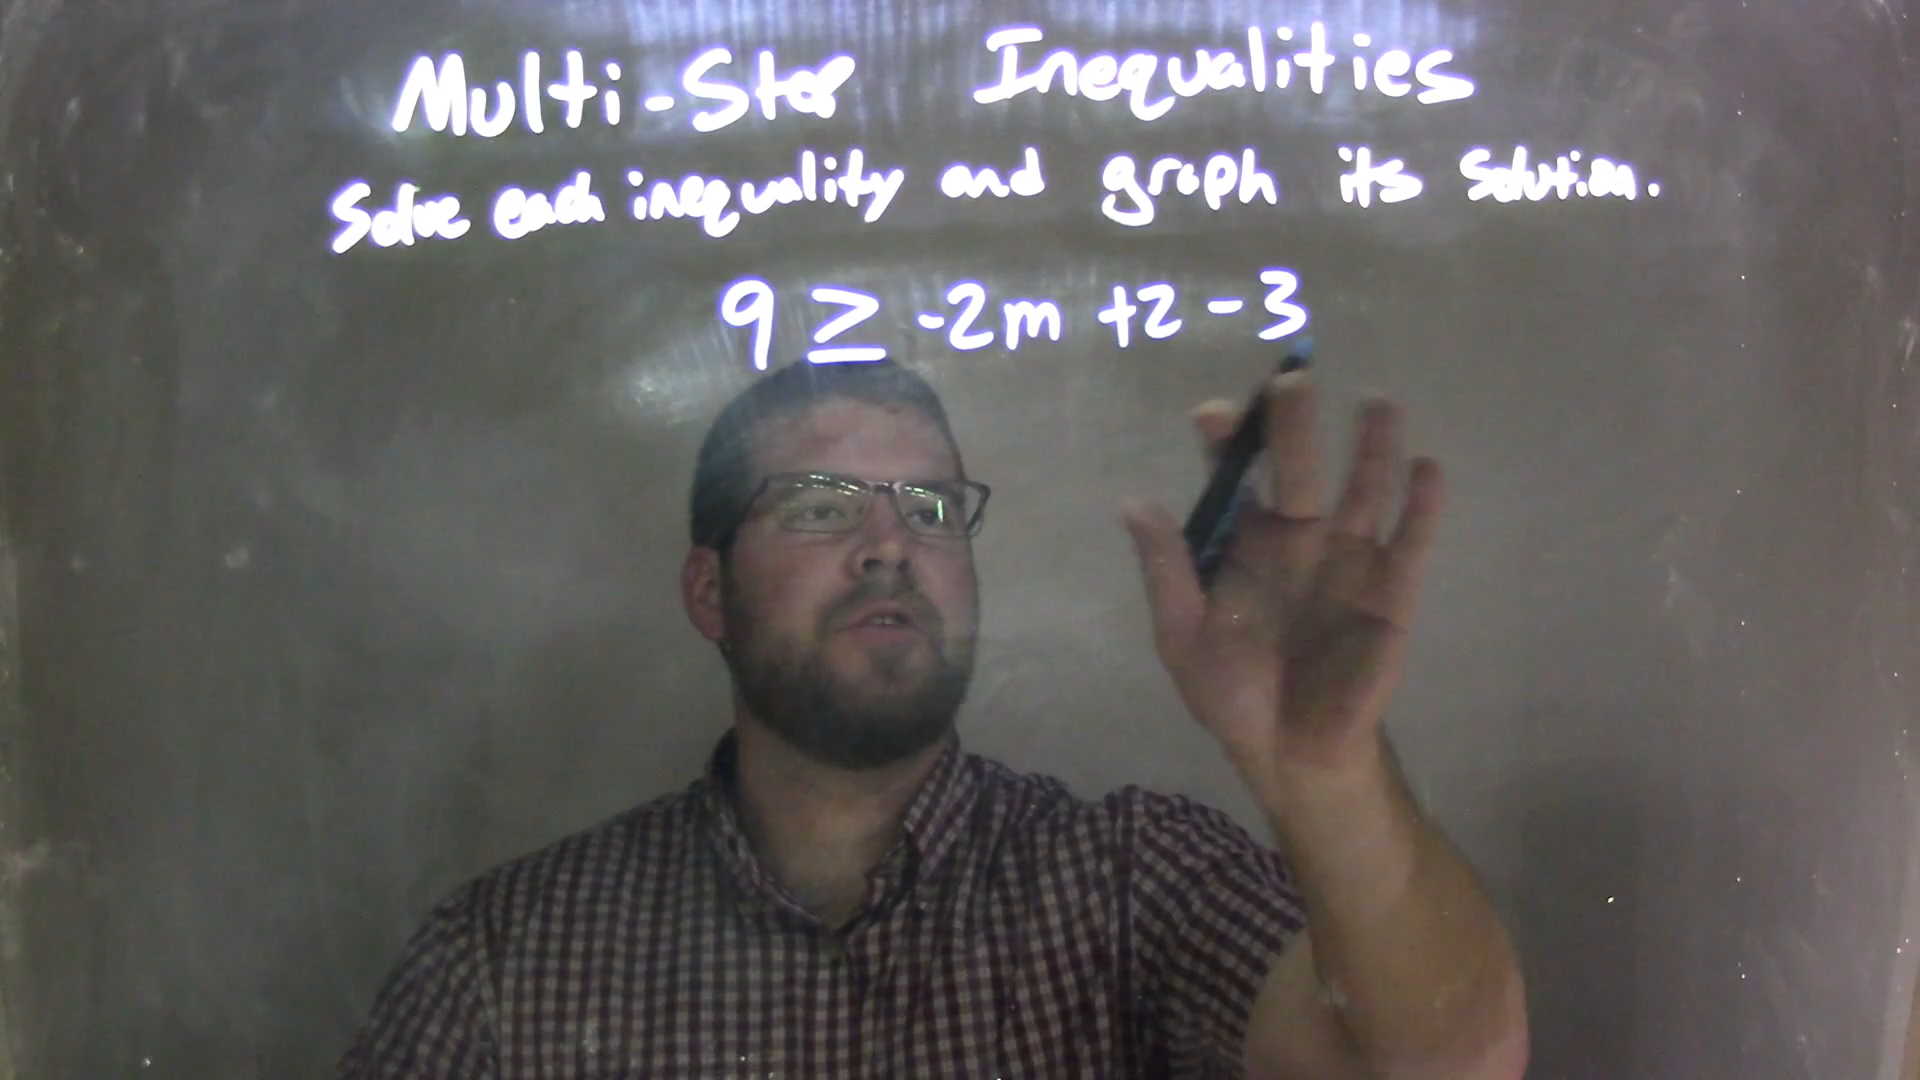 Multi-Step Inequalities
Solve each inequality and graph its solution.
9 ≥ -2m +2 - 3